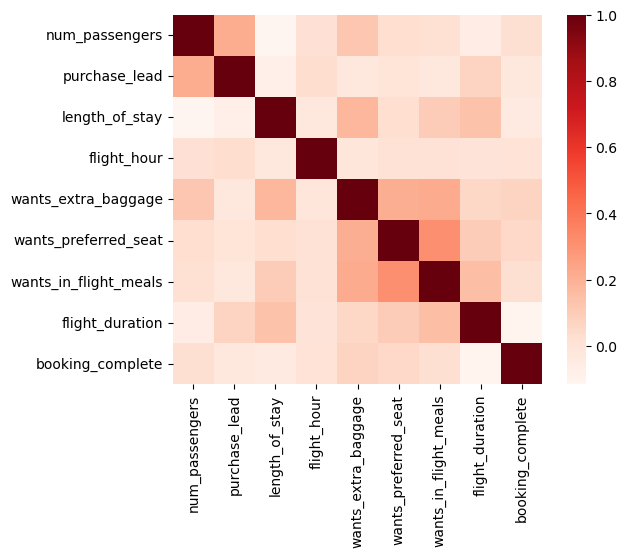 num_passengers
purchase_lead
length_of_stay
flight_hour
wants_extra_baggage
wants_preferred_seat
wants_in_flight_meals
flight_duration
booking_complete
num_passengers
purchase_lead
length_of_stay
flight_hour
wants_extra_baggage
wants_preferred_seat
wants_in_flight_meals
flight_duration
booking_complete
1.0
0.8
0.6
0.4
0.2
0.0